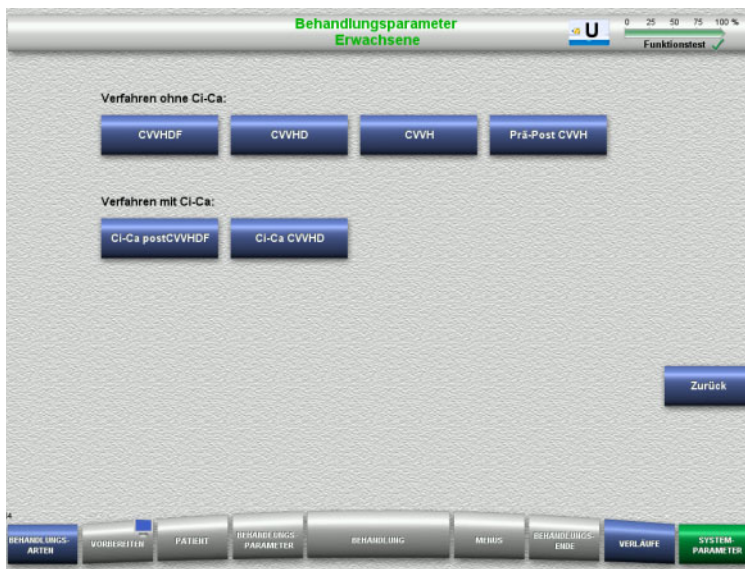 Behandlungsparameter
Erwachsene
U
0 25 50 75 100 %
Funktionstest
Verfahren ohne Ci-Ca:
CVVHDF CVVHD CVVH Prä-Post CVVH
Verfahren mit Ci-Ca:
Ci-Ca postCVVHDF Ci-Ca CVVHD
Zurück
4
BEHANDLUNGS-
ARTEN
VORBEREITEN
PATIENT
BEHANDLUNGS-
PARAMETER
BEHANDLUNG
MENUS
BEHANDLUNGS-
ENDE
VERLÄUFE
SYSTEM-
PARAMETER